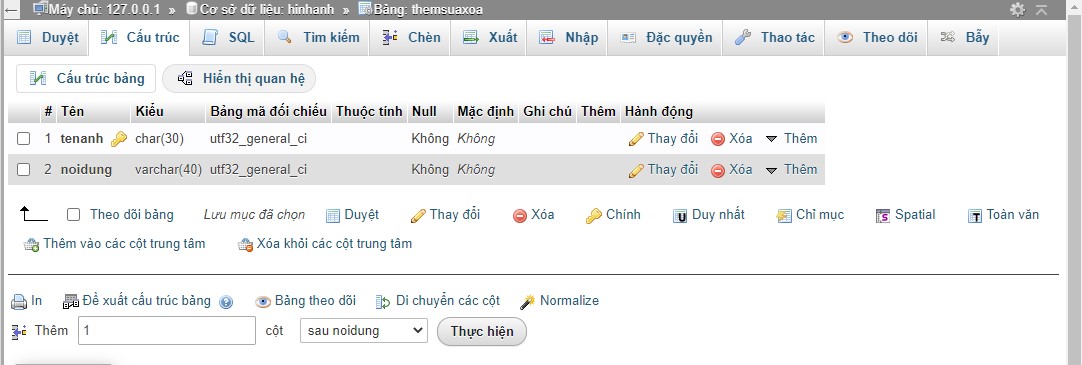 Máy chủ: 127.0.0.1 » Cơ sở dữ liệu: hinhanh » Bảng: themsuaxoa
Duyệt Cấu trúc SQL Tìm kiếm Chèn Xuất Nhập Đặc quyền Thao tác Theo dõi Bẫy
Cấu trúc bảng Hiển thị quan hệ
# Tên Kiểu Bảng mã đối chiếu Thuộc tính Null Mặc định Ghi chú Thêm Hành động
1 tenanh char(30) utf32_general_ci Không Không Thay đổi Xóa Thêm
2 noidung varchar(40) utf32_general_ci Không Không Thay đổi Xóa Thêm
Theo dõi bảng Lưu mục đã chọn Duyệt Thay đổi Xóa Chính Duy nhất Chỉ mục Spatial Toàn văn
Thêm vào các cột trung tâm Xóa khỏi các cột trung tâm
In Đề xuất cấu trúc bảng Bảng theo dõi Di chuyển các cột Normalize
Thêm 1 cột sau noidung Thực hiện